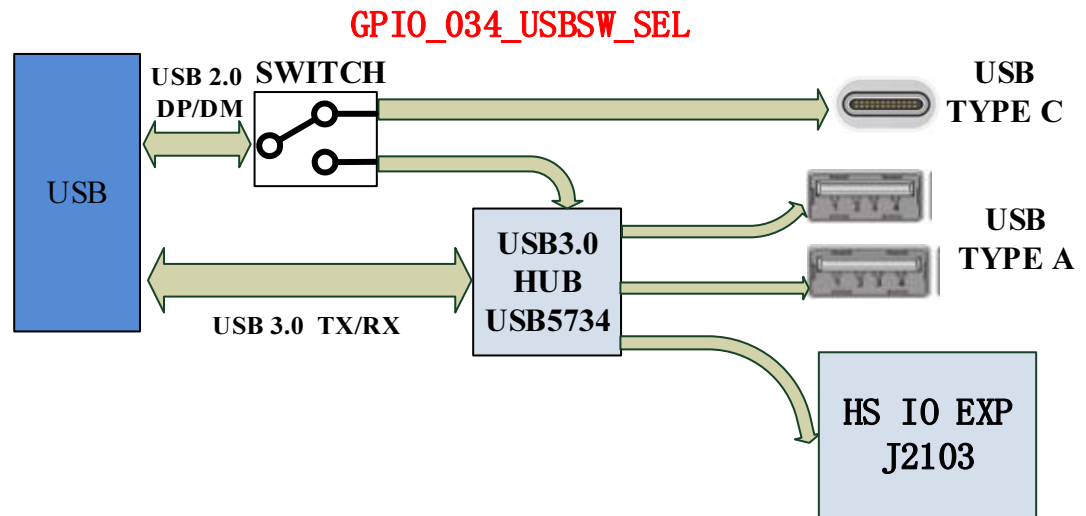 GPIO_034_USBSW_SEL
USB 2.0
DP/DM
SWITCH
USB
TYPE C
USB
USB3.0
HUB
USB5734
USB
TYPE A
USB 3.0 TX/RX
HS IO EXP
J2103